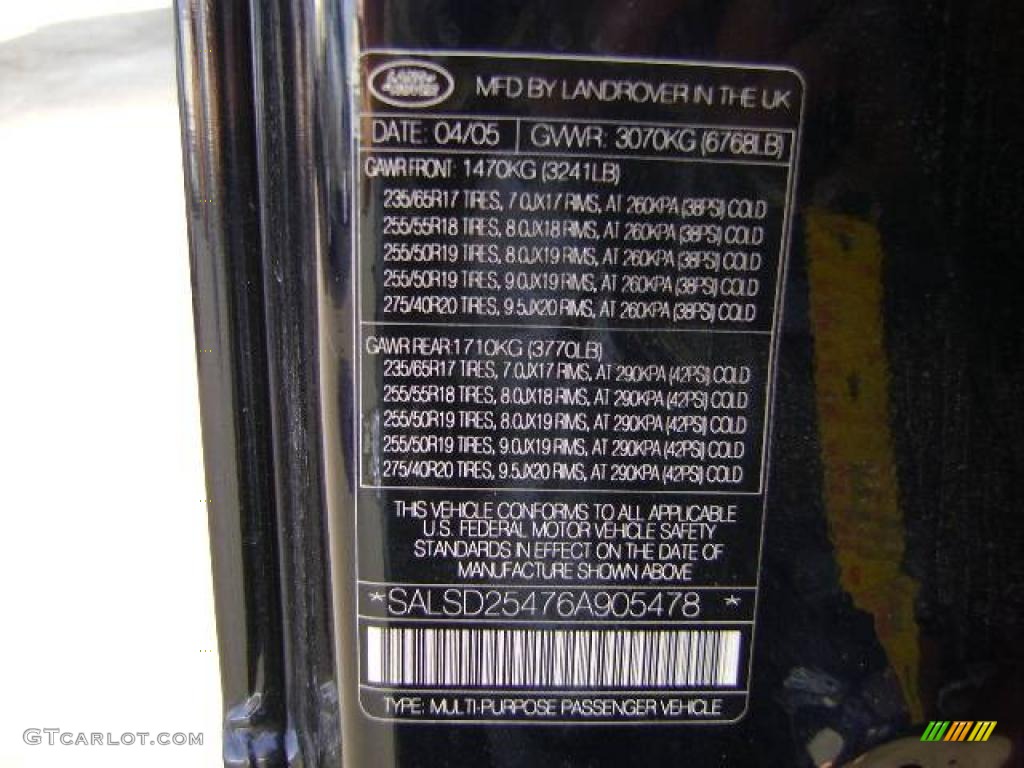 LAND ROVER
MFD BY LANDROVER IN THE UK
DATE: 04/05 GVWR: 3070KG (6768LB)
GAWR FRONT: 1470KG (3241LB)
235/65R17 TIRES, 7.0JX17 RIMS, AT 260KPA (38PSI) COLD
255/55R18 TIRES, 8.0JX18 RIMS, AT 260KPA (38PSI) COLD
255/50R19 TIRES, 8.0JX19 RIMS, AT 260KPA (38PSI) COLD
255/50R19 TIRES, 9.0JX19 RIMS, AT 260KPA (38PSI) COLD
275/40R20 TIRES, 9.5JX20 RIMS, AT 260KPA (38PSI) COLD
GAWR REAR: 1710KG (3770LB)
235/65R17 TIRES, 7.0JX17 RIMS, AT 290KPA (42PSI) COLD
255/55R18 TIRES, 8.0JX18 RIMS, AT 290KPA (42PSI) COLD
255/50R19 TIRES, 8.0JX19 RIMS, AT 290KPA (42PSI) COLD
255/50R19 TIRES, 9.0JX19 RIMS, AT 290KPA (42PSI) COLD
275/40R20 TIRES, 9.5JX20 RIMS, AT 290KPA (42PSI) COLD
THIS VEHICLE CONFORMS TO ALL APPLICABLE
U.S. FEDERAL MOTOR VEHICLE SAFETY
STANDARDS IN EFFECT ON THE DATE OF
MANUFACTURE SHOWN ABOVE
*SALSD25476A905478 *
TYPE: MULTI-PURPOSE PASSENGER VEHICLE
GTcarlot.com